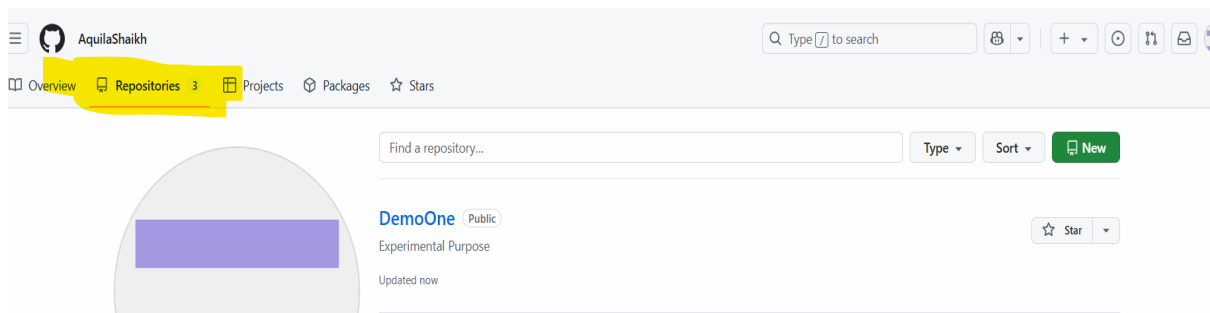 AquilaShaikh
Type / to search
Overview Repositories 3 Projects Packages Stars
Find a repository...
Type Sort New
DemoOne Public
Star
Experimental Purpose
Updated now